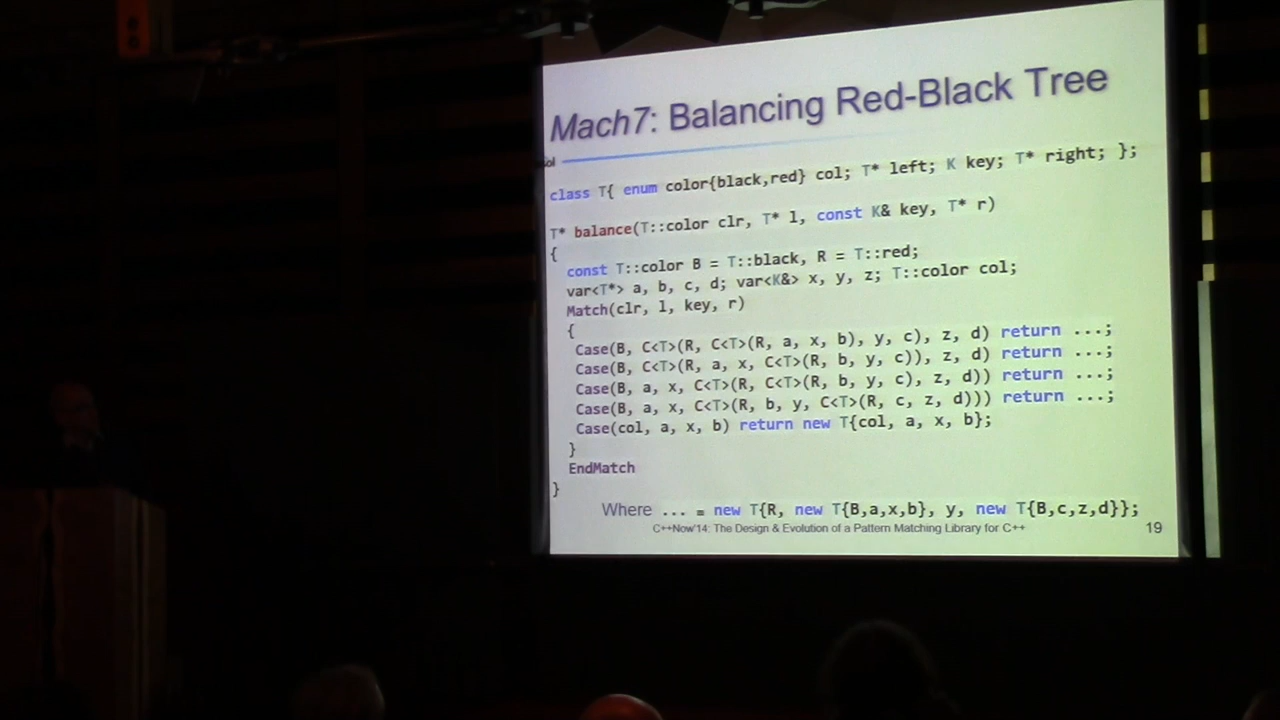 Mach7: Balancing Red-Black Tree
class T{ enum color{black,red} col; T* left; K key; T* right; };
T* balance(T::color clr, T* l, const K& key, T* r)
{
const T::color B = T::black, R = T::red;
var<T*> a, b, c, d; var<K&> x, y, z; T::color col;
Match(clr, l, key, r)
{
Case(B, C<T>(R, C<T>(R, a, x, b), y, c), z, d) return ...;
Case(B, C<T>(R, a, x, C<T>(R, b, y, c)), z, d) return ...;
Case(B, a, x, C<T>(R, C<T>(R, b, y, c), z, d)) return ...;
Case(B, a, x, C<T>(R, b, y, C<T>(R, c, z, d))) return ...;
Case(col, a, x, b) return new T{col, a, x, b};
}
EndMatch
}
Where ... = new T{R, new T{B,a,x,b}, y, new T{B,c,z,d}};
C++Now'14: The Design & Evolution of a Pattern Matching Library for C++ 19